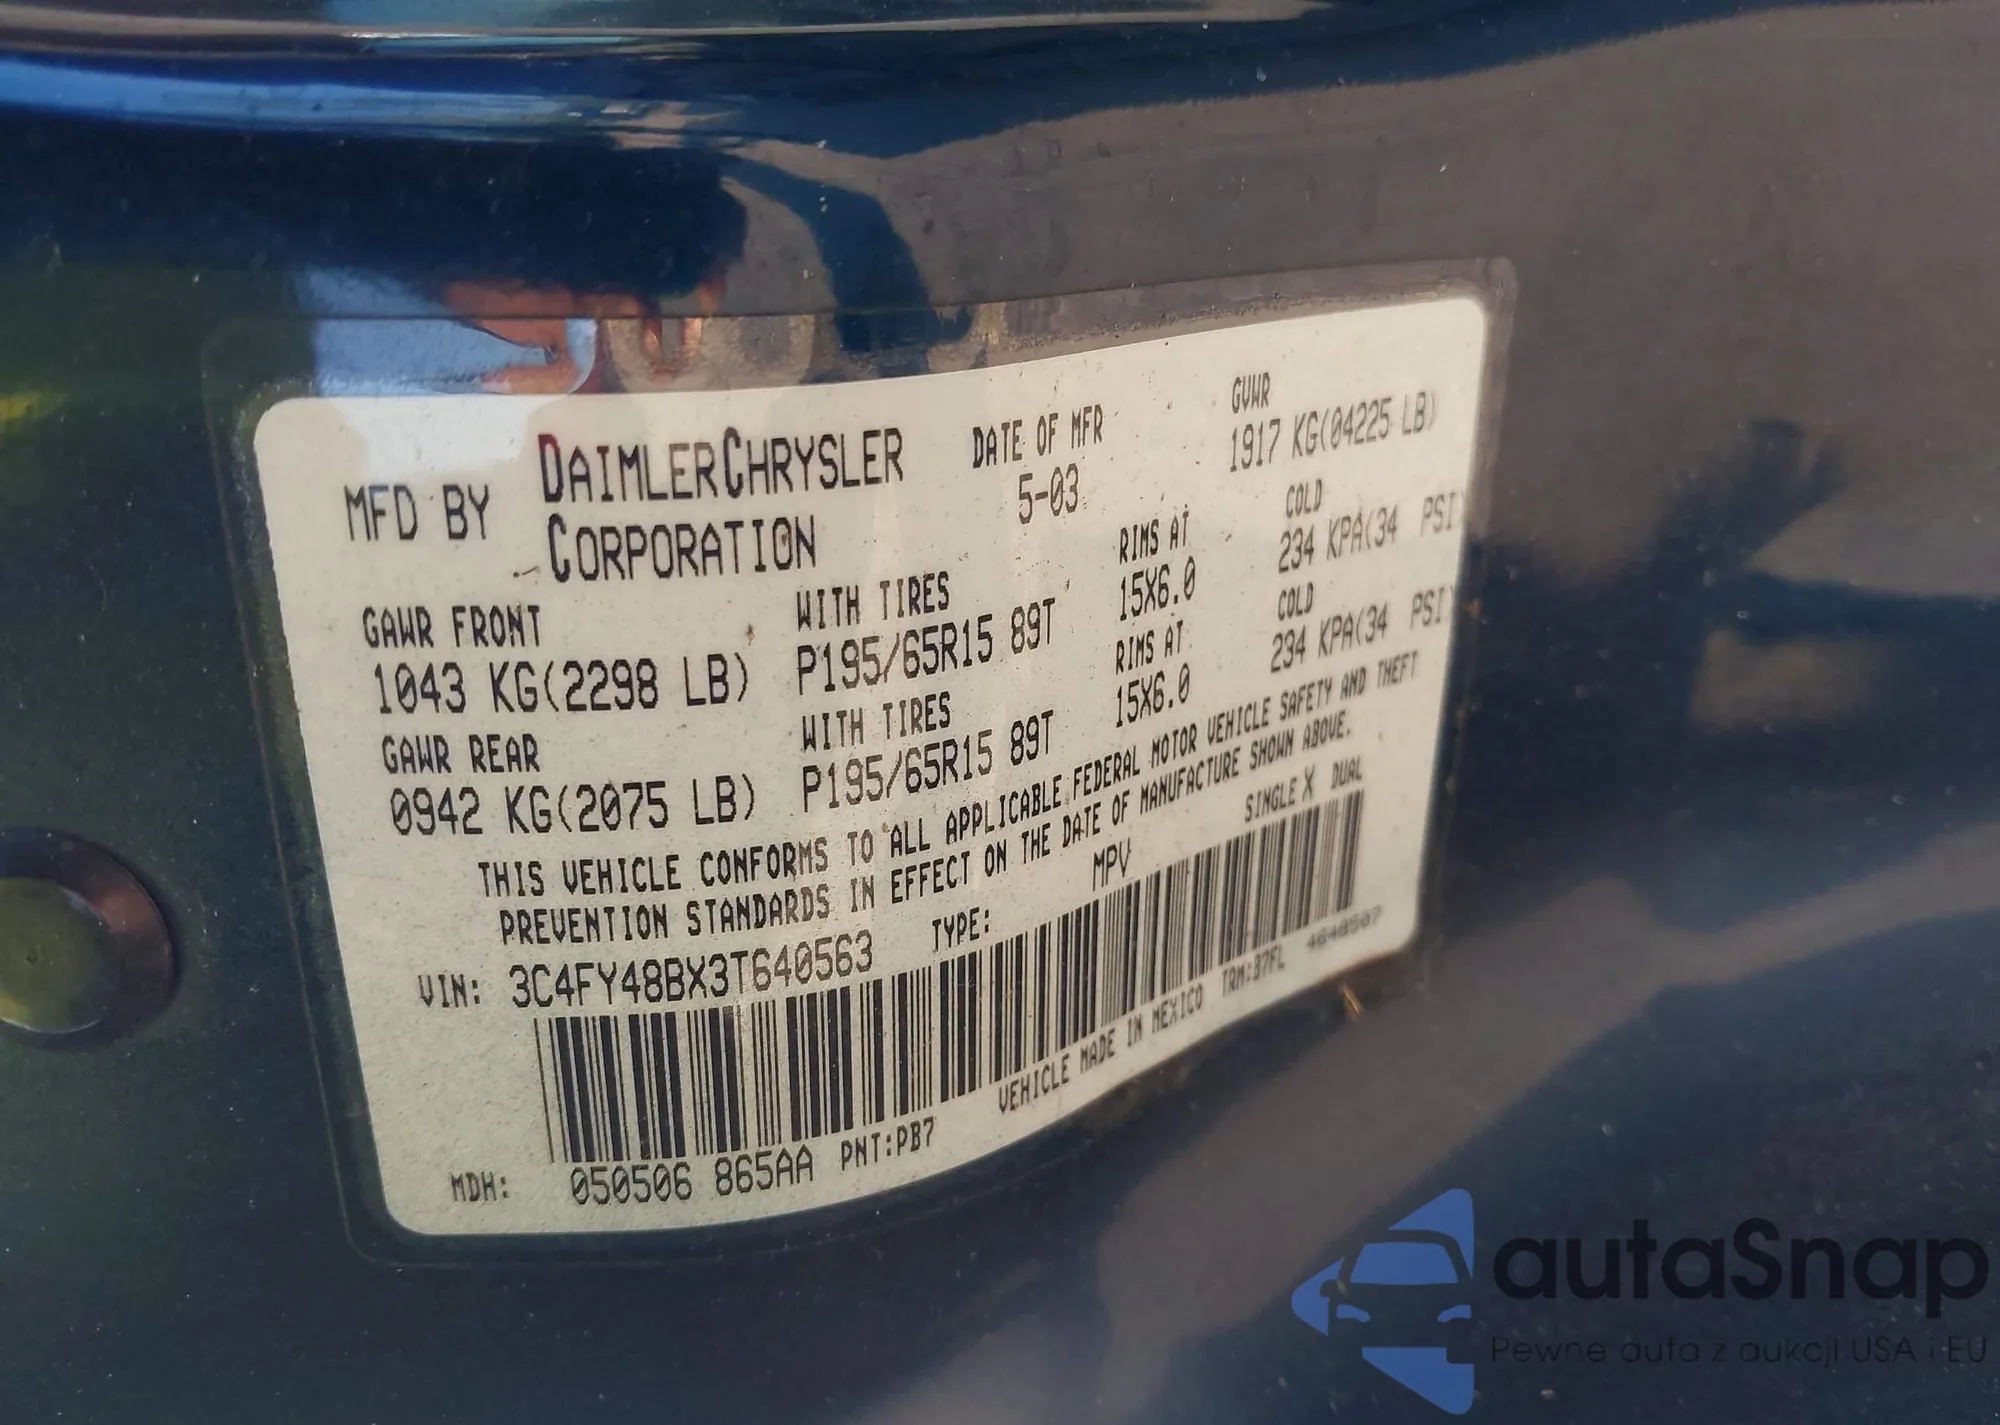 MFD BY DAIMLERCHRYSLER CORPORATION
DATE OF MFR
5-03
GVWR
1917 KG(04225 LB)
GAWR FRONT
1043 KG(2298 LB)
WITH TIRES
P195/65R15 89T
RIMS AT
15X6.0
COLD
234 KPA(34 PSI)
GAWR REAR
0942 KG(2075 LB)
WITH TIRES
P195/65R15 89T
RIMS AT
15X6.0
COLD
234 KPA(34 PSI)
THIS VEHICLE CONFORMS TO ALL APPLICABLE FEDERAL MOTOR VEHICLE SAFETY AND THEFT
PREVENTION STANDARDS IN EFFECT ON THE DATE OF MANUFACTURE SHOWN ABOVE.
VIN: 3C4FY48BX3T640563 TYPE: MPV SINGLE X DUAL
MDH: 050506 865AA PNT:PB7 VEHICLE MADE IN MEXICO TRM:B7FL 4648507
autaSnap
Pewne auta z aukcji USA i EU